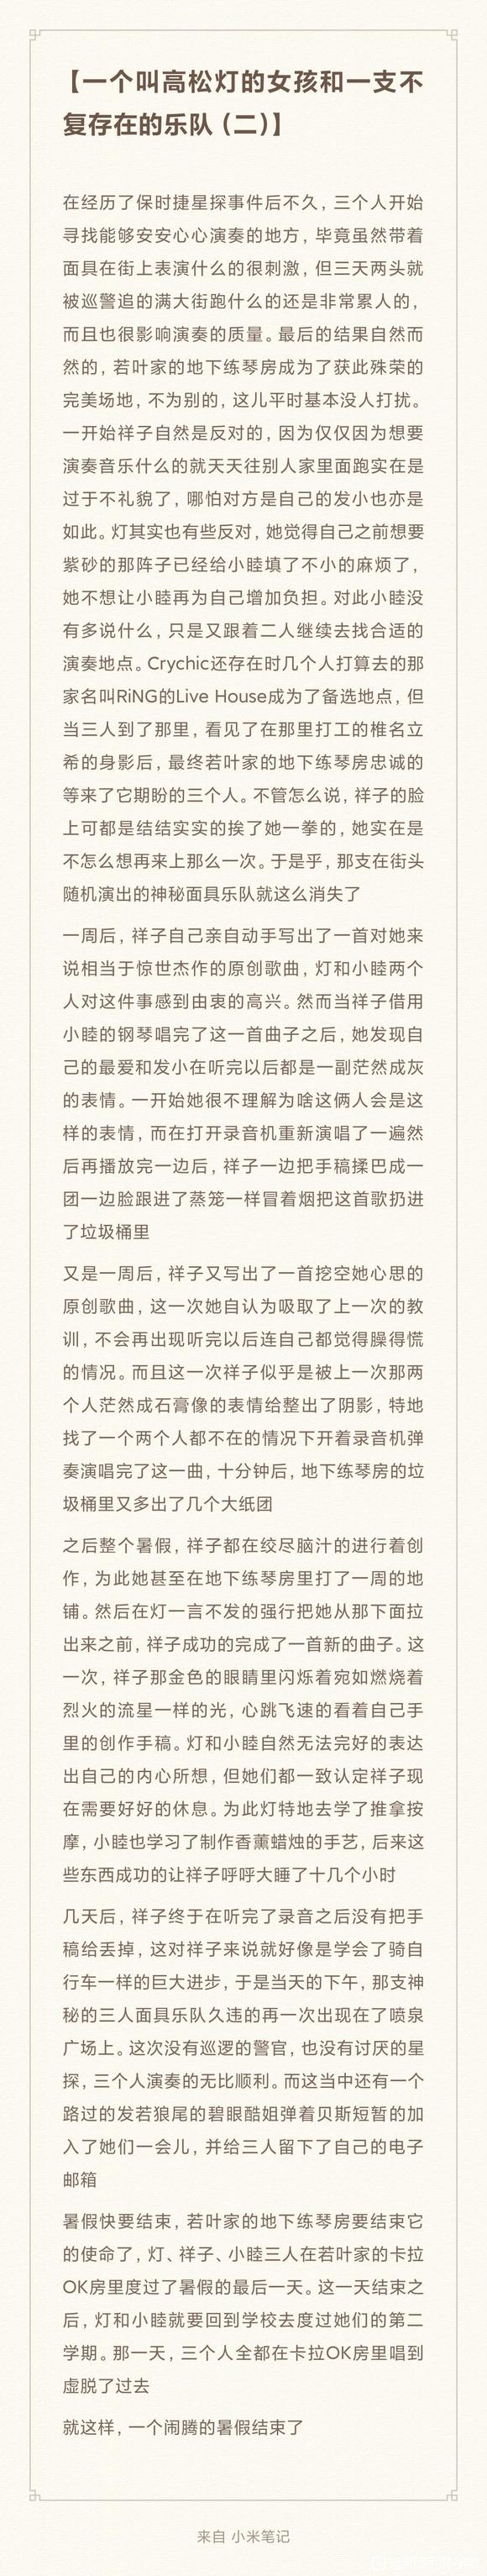 【一个叫高松灯的女孩和一支不
复存在的乐队（二）】
在经历了保时捷星探事件后不久，三个人开始
寻找能够安安心心演奏的地方，毕竟虽然带着
面具在街上表演什么的很刺激，但三天两头就
被巡警追的满大街跑什么的还是非常累人的，
而且也很影响演奏的质量。最后的结果自然而
然的，若叶家的地下练琴房成为了获此殊荣的
完美场地，不为别的，这儿平时基本没人打扰。
一开始祥子自然是反对的，因为仅仅因为想要
演奏音乐什么的就天天往别人家里面跑实在是
过于不礼貌了，哪怕对方是自己的发小也亦是
如此。灯其实也有些反对，她觉得自己之前想要
紫砂的那阵子已经给小睦填了不小的麻烦了，
她不想让小睦再为自己增加负担。对此小睦没
有多说什么，只是又跟着二人继续去找合适的
演奏地点。Crychic还存在时几个人打算去的那
家名叫RiNG的Live House成为了备选地点，但
当三人到了那里，看见了在那里打工的椎名立
希的身影后，最终若叶家的地下练琴房忠诚的
等来了它期盼的三个人。不管怎么说，祥子的脸
上可都是结结实实的挨了她一拳的，她实在是
不怎么想再来上那么一次。于是乎，那支在街头
随机演出的神秘面具乐队就这么消失了
一周后，祥子自己亲自动手写出了一首对她来
说相当于惊世杰作的原创歌曲，灯和小睦两个
人对这件事感到由衷的高兴。然而当祥子借用
小睦的钢琴唱完了这一首曲子之后，她发现自
己的最爱和发小在听完以后都是一副茫然成灰
的表情。一开始她很不理解为啥这俩人会是这
样的表情，而在打开录音机重新演唱了一遍然
后再播放完一边后，祥子一边把手稿揉巴成一
团一边脸跟进了蒸笼一样冒着烟把这首歌扔进
了垃圾桶里
又是一周后，祥子又写出了一首挖空她心思的
原创歌曲，这一次她自认为吸取了上一次的教
训，不会再出现听完以后连自己都觉得臊得慌
的情况。而且这一次祥子似乎是被上一次那两
个人茫然成石膏像的表情给整出了阴影，特地
找了一个两个人都不在的情况下开着录音机弹
奏演唱完了这一曲，十分钟后，地下练琴房的垃
圾桶里又多出了几个大纸团
之后整个暑假，祥子都在绞尽脑汁的进行着创
作，为此她甚至在地下练琴房里打了一周的地
铺。然后在灯一言不发的强行把她从那下面拉
出来之前，祥子成功的完成了一首新的曲子。这
一次，祥子那金色的眼睛里闪烁着宛如燃烧着
烈火的流星一样的光，心跳飞速的看着自己手
里的创作手稿。灯和小睦自然无法完好的表达
出自己的内心所想，但她们都一致认定祥子现
在需要好好的休息。为此灯特地去学了推拿按
摩，小睦也学习了制作香薰蜡烛的手艺，后来这
些东西成功的让祥子呼呼大睡了十几个小时
几天后，祥子终于在听完了录音之后没有把手
稿给丢掉，这对祥子来说就好像是学会了骑自
行车一样的巨大进步，于是当天的下午，那支神
秘的三人面具乐队久违的再一次出现在了喷泉
广场上。这次没有巡逻的警官，也没有讨厌的星
探，三个人演奏的无比顺利。而这当中还有一个
路过的发若狼尾的碧眼酷姐弹着贝斯短暂的加
入了她们一会儿，并给三人留下了自己的电子
邮箱
暑假快要结束，若叶家的地下练琴房要结束它
的使命了，灯、祥子、小睦三人在若叶家的卡拉
OK房里度过了暑假的最后一天。这一天结束之
后，灯和小睦就要回到学校去度过她们的第二
学期。那一天，三个人全都在卡拉OK房里唱到
虚脱了过去
就这样，一个闹腾的暑假结束了
来自 小米笔记